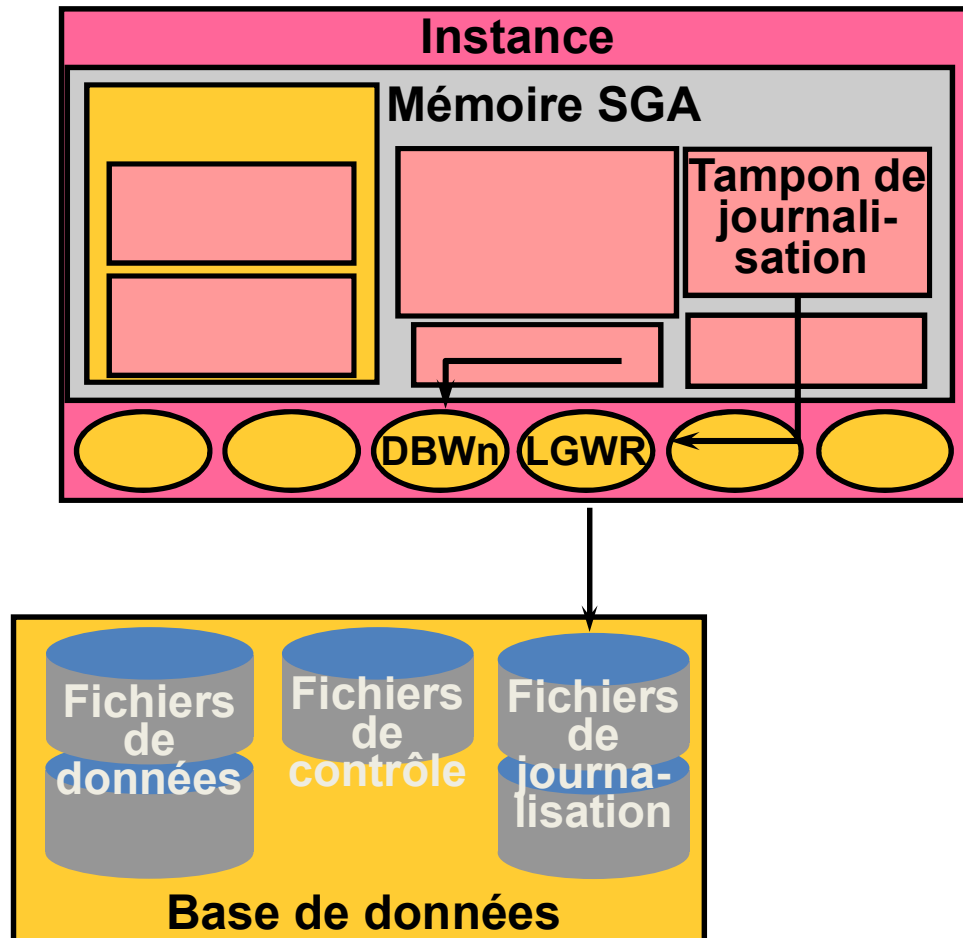 Instance
Mémoire SGA
Tampon de
journali-
sation
DBWn
LGWR
Fichiers
de
données
Fichiers
de
contrôle
Fichiers
de
journa-
lisation
Base de données